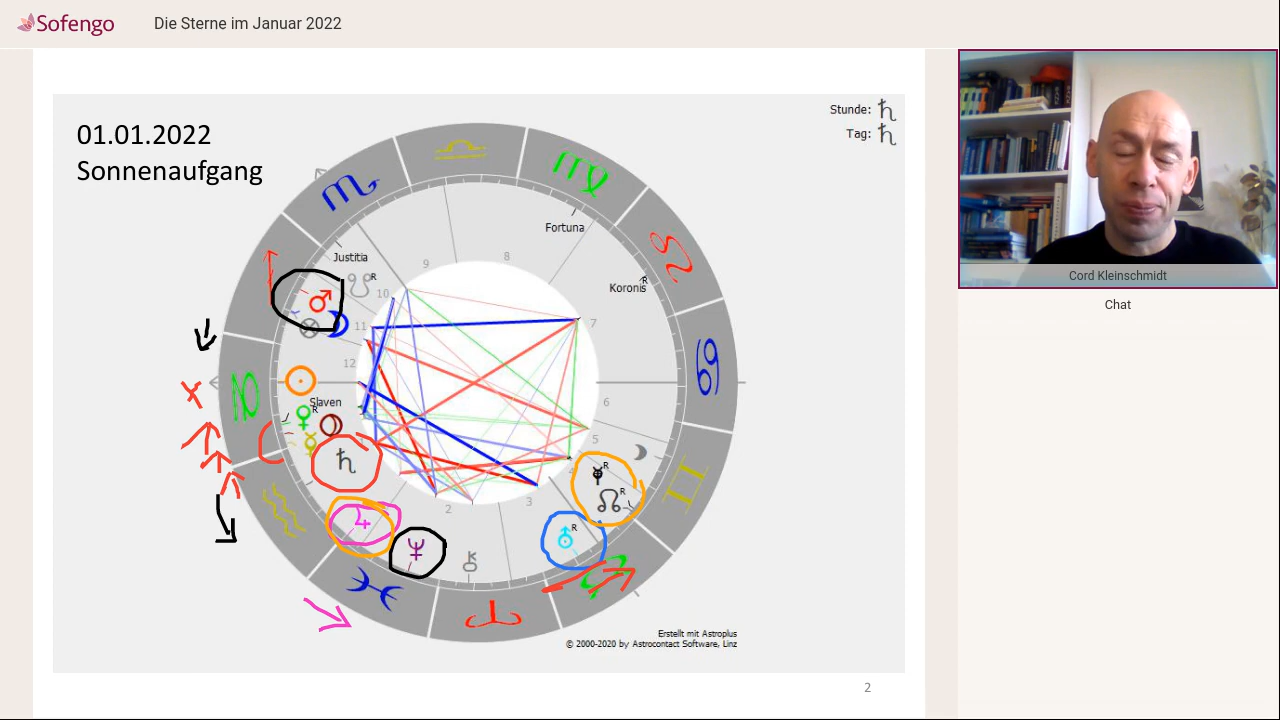 Sofengo
Die Sterne im Januar 2022
01.01.2022
Sonnenaufgang
Stunde: ♄
Tag: ♄
Fortuna
Justitia
Koronis
R
R
Slaven
R
R
R
R
8
9
10
11
12
7
6
5
3
2
Erstellt mit Astroplus
© 2000-2020 by Astrocontact Software, Linz
2
Cord Kleinschmidt
Chat